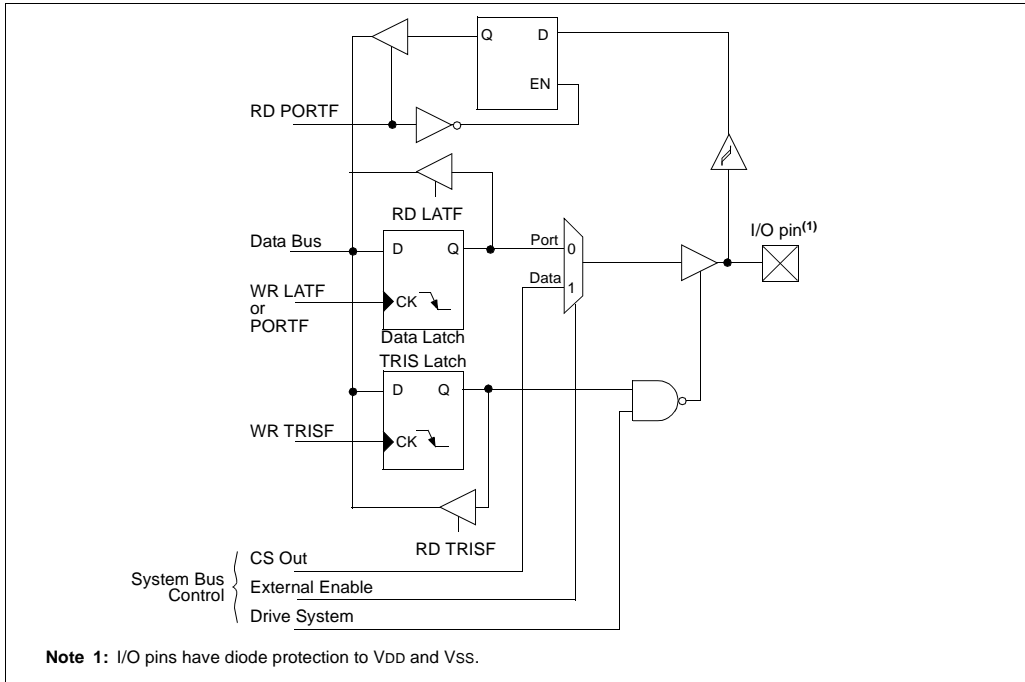 Q D
EN
RD PORTF
RD LATF
I/O pin(1)
Data Bus
D Q
Port 0
Data 1
WR LATF
or
PORTF
CK
Data Latch
TRIS Latch
D Q
WR TRISF
CK
RD TRISF
CS Out
System Bus
Control
External Enable
Drive System
Note 1: I/O pins have diode protection to VDD and VSS.